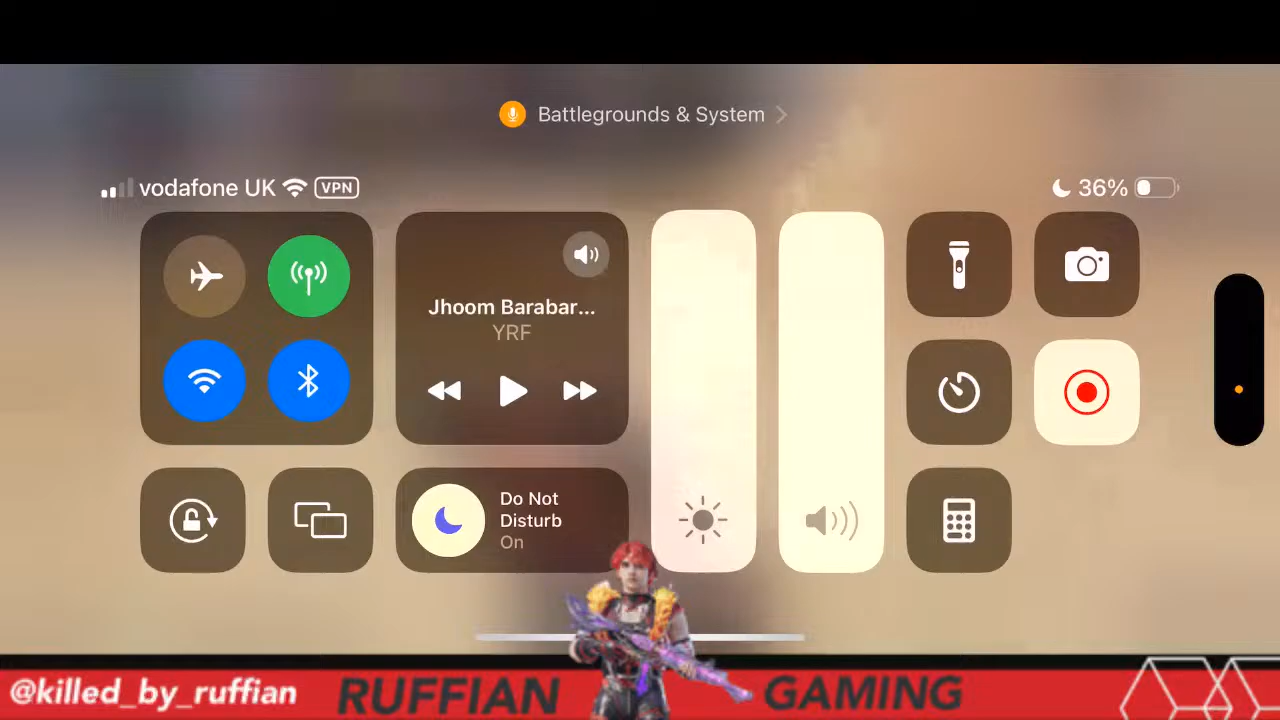 Battlegrounds & System
vodafone UK VPN
36%
Jhoom Barabar...
YRF
Do Not
Disturb
On
@killed_by_ruffian RUFFIAN GAMING